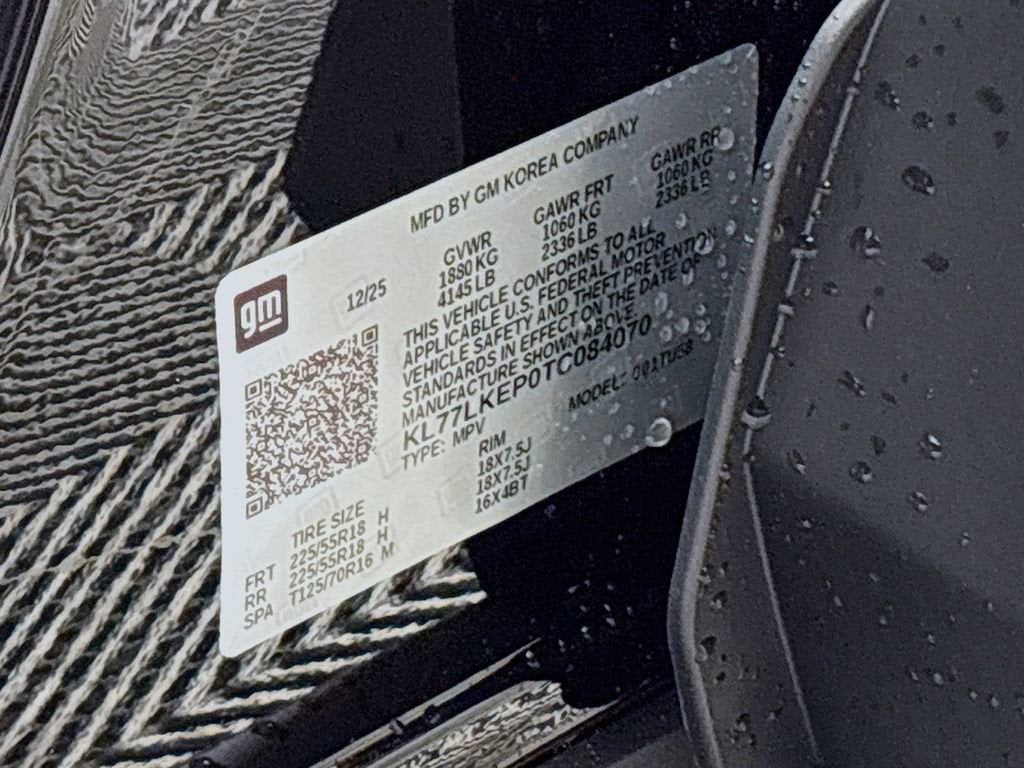 MFD BY GM KOREA COMPANY
gm
12/25
GVWR GAWR FRT GAWR RR
1880 KG 1060 KG 1060 KG
4145 LB 2336 LB 2336 LB
THIS VEHICLE CONFORMS TO ALL
APPLICABLE U.S. FEDERAL MOTOR
VEHICLE SAFETY AND THEFT PREVENTION
STANDARDS IN EFFECT ON THE DATE OF
MANUFACTURE SHOWN ABOVE.
KL77LKEP0TC084070
TYPE: MPV MODEL: 001TU58
TIRE SIZE RIM
FRT 225/55R18 H 18X7.5J
RR 225/55R18 H 18X7.5J
SPA T125/70R16 M 16X4BT